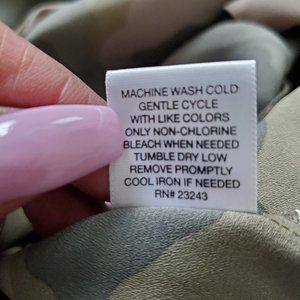 MACHINE WASH COLD
GENTLE CYCLE
WITH LIKE COLORS
ONLY NON-CHLORINE
BLEACH WHEN NEEDED
TUMBLE DRY LOW
REMOVE PROMPTLY
COOL IRON IF NEEDED
RN# 23243